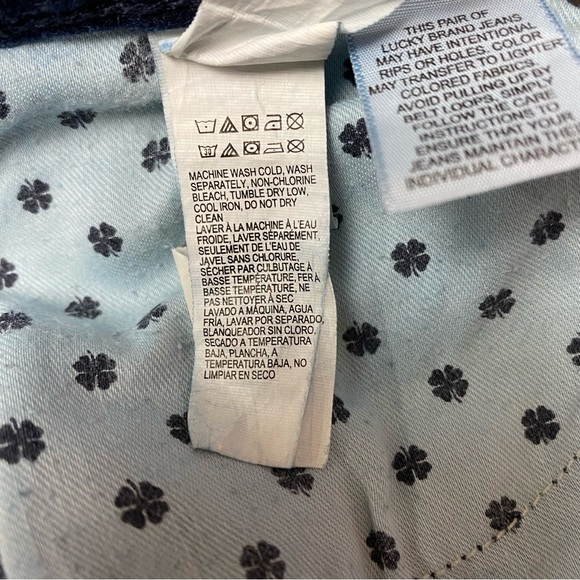 MACHINE WASH COLD, WASH
SEPARATELY, NON-CHLORINE
BLEACH, TUMBLE DRY LOW,
COOL IRON, DO NOT DRY
CLEAN
LAVER À LA MACHINE À L'EAU
FROIDE, LAVER SÉPARÉMENT,
SEULEMENT DE L'EAU DE
JAVEL SANS CHLORURE,
SÉCHER PAR CULBUTAGE À
BASSE TEMPÉRATURE, FER À
BASSE TEMPÉRATURE, NE
PAS NETTOYER À SEC
LAVADO A MÁQUINA, AGUA
FRÍA, LAVAR POR SEPARADO,
BLANQUEADOR SIN CLORO,
SECADO A TEMPERATURA
BAJA, PLANCHA, A
TEMPERATURA BAJA, NO
LIMPIAR EN SECO
THIS PAIR OF
LUCKY BRAND JEANS
MAY HAVE INTENTIONAL
RIPS OR HOLES. COLOR
MAY TRANSFER TO LIGHTER
COLORED FABRICS.
AVOID PULLING UP BY
BELT LOOPS. SIMPLY
FOLLOW THE CARE
INSTRUCTIONS TO
ENSURE THAT YOUR
JEANS MAINTAIN THE
INDIVIDUAL CHARACT